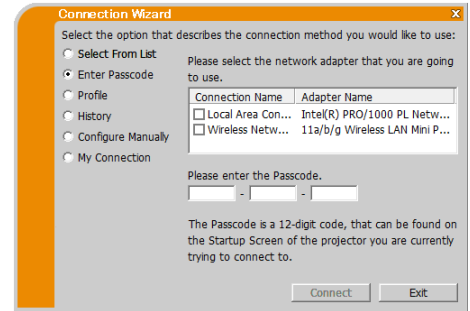 Connection Wizard
Select the option that describes the connection method you would like to use:
Select From List
Enter Passcode
Profile
History
Configure Manually
My Connection
Please select the network adapter that you are going
to use.
Connection Name Adapter Name
Local Area Con... Intel(R) PRO/1000 PL Netw...
Wireless Netw... 11a/b/g Wireless LAN Mini P...
Please enter the Passcode.
- -
The Passcode is a 12-digit code, that can be found on
the Startup Screen of the projector you are currently
trying to connect to.
Connect Exit